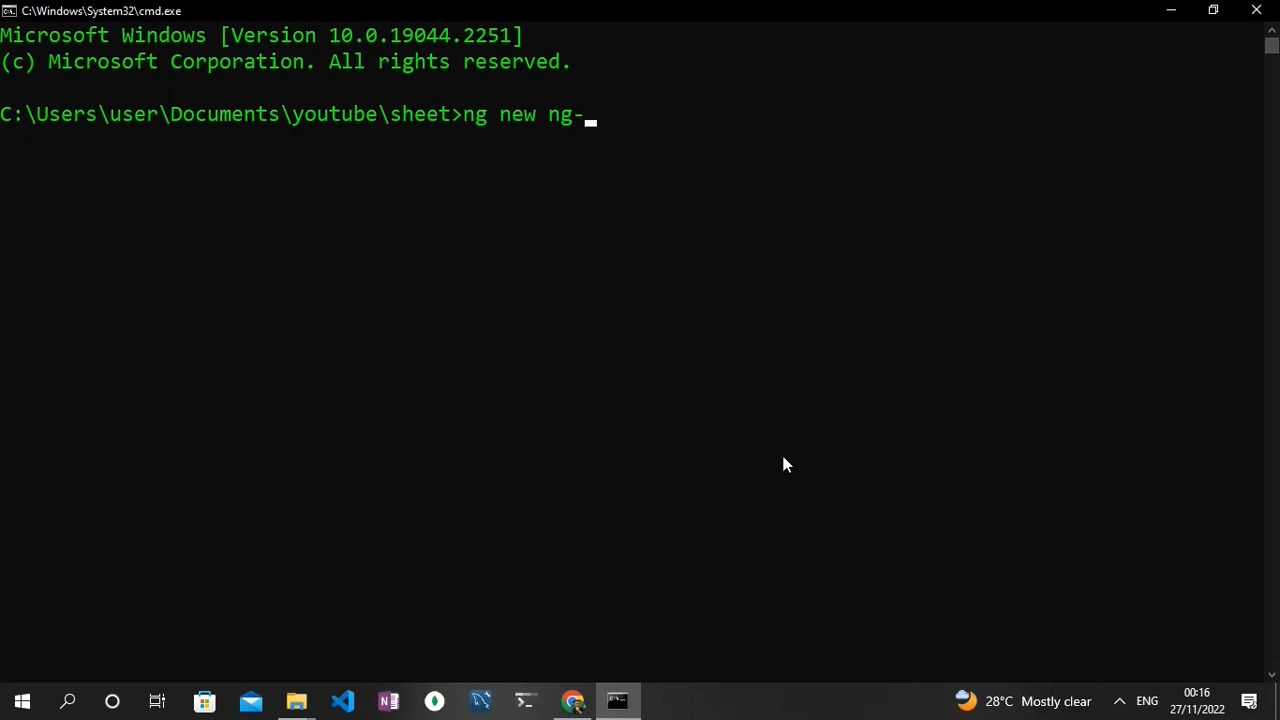 C:\Windows\System32\cmd.exe
Microsoft Windows [Version 10.0.19044.2251]
(c) Microsoft Corporation. All rights reserved.
C:\Users\user\Documents\youtube\sheet>ng new ng-
28°C Mostly clear
ENG
00:16
27/11/2022